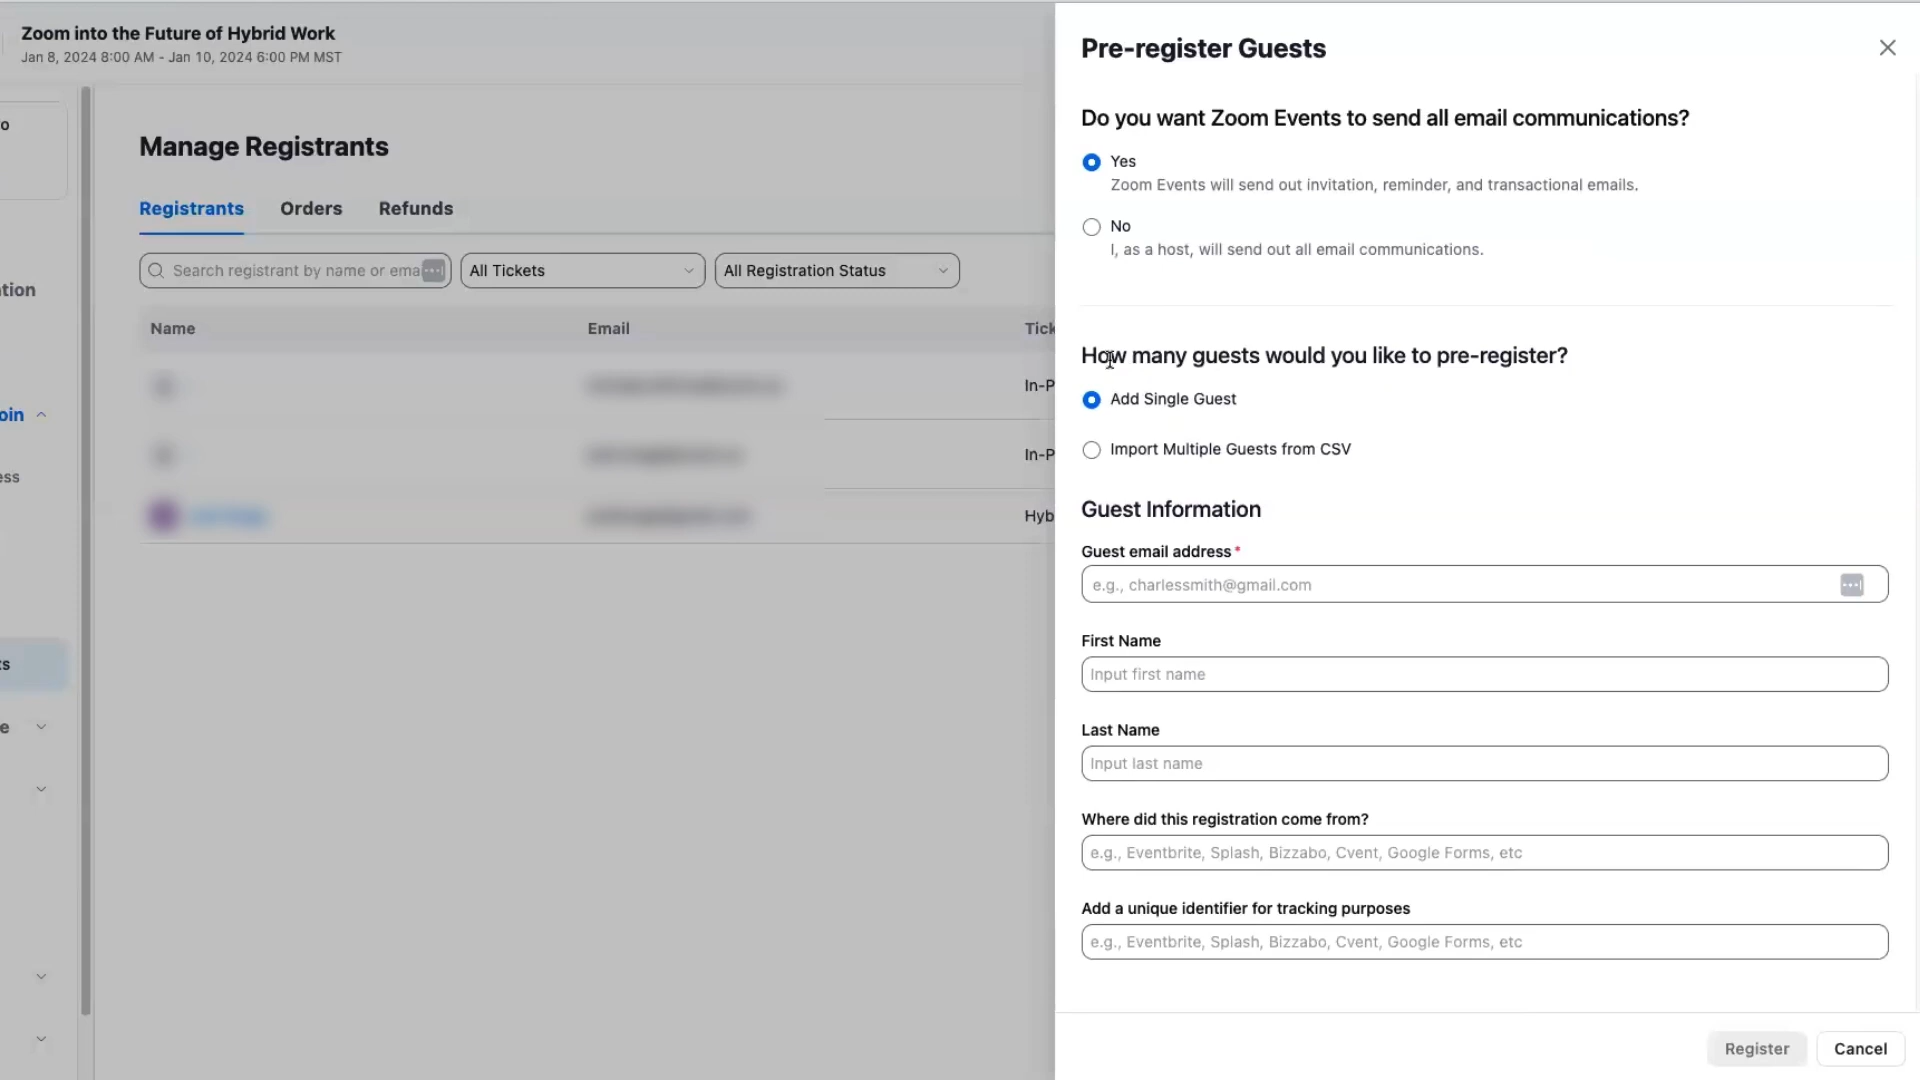 Zoom into the Future of Hybrid Work
Jan 8, 2024 8:00 AM - Jan 10, 2024 6:00 PM MST
o
tion
oin
ess
ts
e
Manage Registrants
Registrants Orders Refunds
Search registrant by name or ema
All Tickets
All Registration Status
Name Email Tick
In-P
In-P
Hyb
Pre-register Guests
Do you want Zoom Events to send all email communications?
Yes
Zoom Events will send out invitation, reminder, and transactional emails.
No
I, as a host, will send out all email communications.
How many guests would you like to pre-register?
Add Single Guest
Import Multiple Guests from CSV
Guest Information
Guest email address *
e.g., charlessmith@gmail.com
First Name
Input first name
Last Name
Input last name
Where did this registration come from?
e.g., Eventbrite, Splash, Bizzabo, Cvent, Google Forms, etc
Add a unique identifier for tracking purposes
e.g., Eventbrite, Splash, Bizzabo, Cvent, Google Forms, etc
Register Cancel